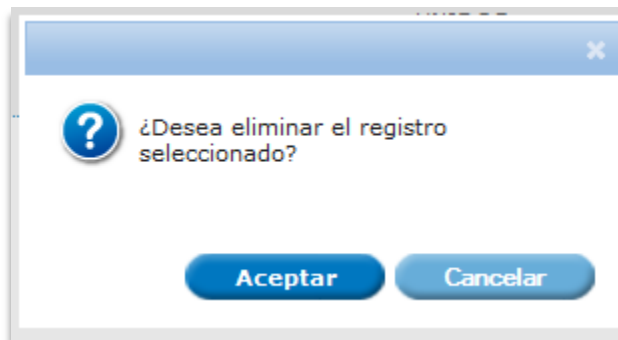 ¿Desea eliminar el registro
seleccionado?
Aceptar
Cancelar